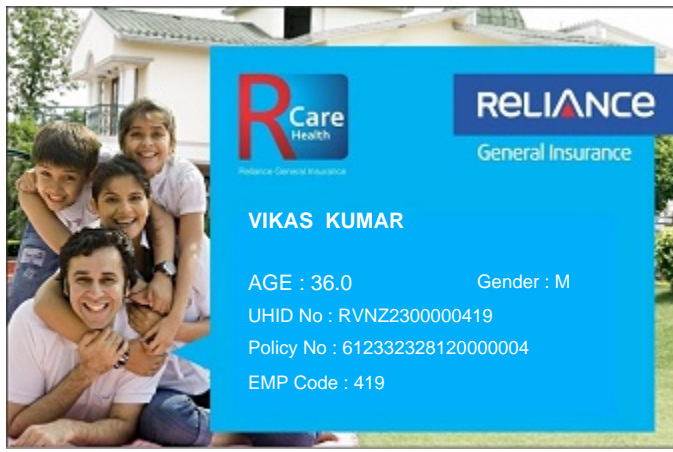 R Care
Health
Reliance General Insurance
RELIANCE
General Insurance
VIKAS KUMAR
AGE : 36.0
Gender : M
UHID No : RVNZ2300000419
Policy No : 612332328120000004
EMP Code : 419